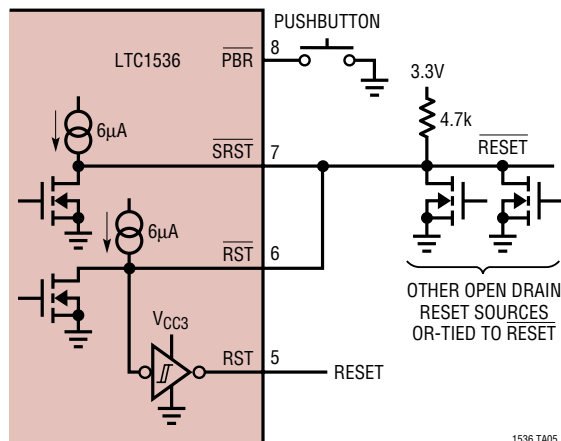 PUSHBUTTON
LTC1536
PBR
8
3.3V
6µA
4.7k
SRST
7
RESET
6µA
RST
6
OTHER OPEN DRAIN
RESET SOURCES
OR-TIED TO RESET
VCC3
RST
5
RESET
1536 TA05